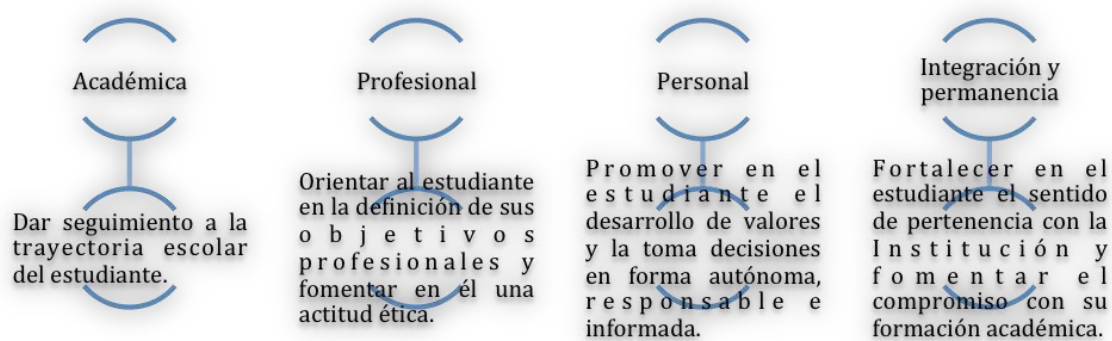 Académica
Dar seguimiento a la
trayectoria escolar
del estudiante.
Profesional
Orientar al estudiante
en la definición de sus
objetivos
profesionales y
fomentar en él una
actitud ética.
Personal
Promover en el
estudiante el
desarrollo de valores
y la toma decisiones
en forma autónoma,
responsable e
informada.
Integración y
permanencia
Fortalecer en el
estudiante el sentido
de pertenencia con la
Institución y
fomentar el
compromiso con su
formación académica.